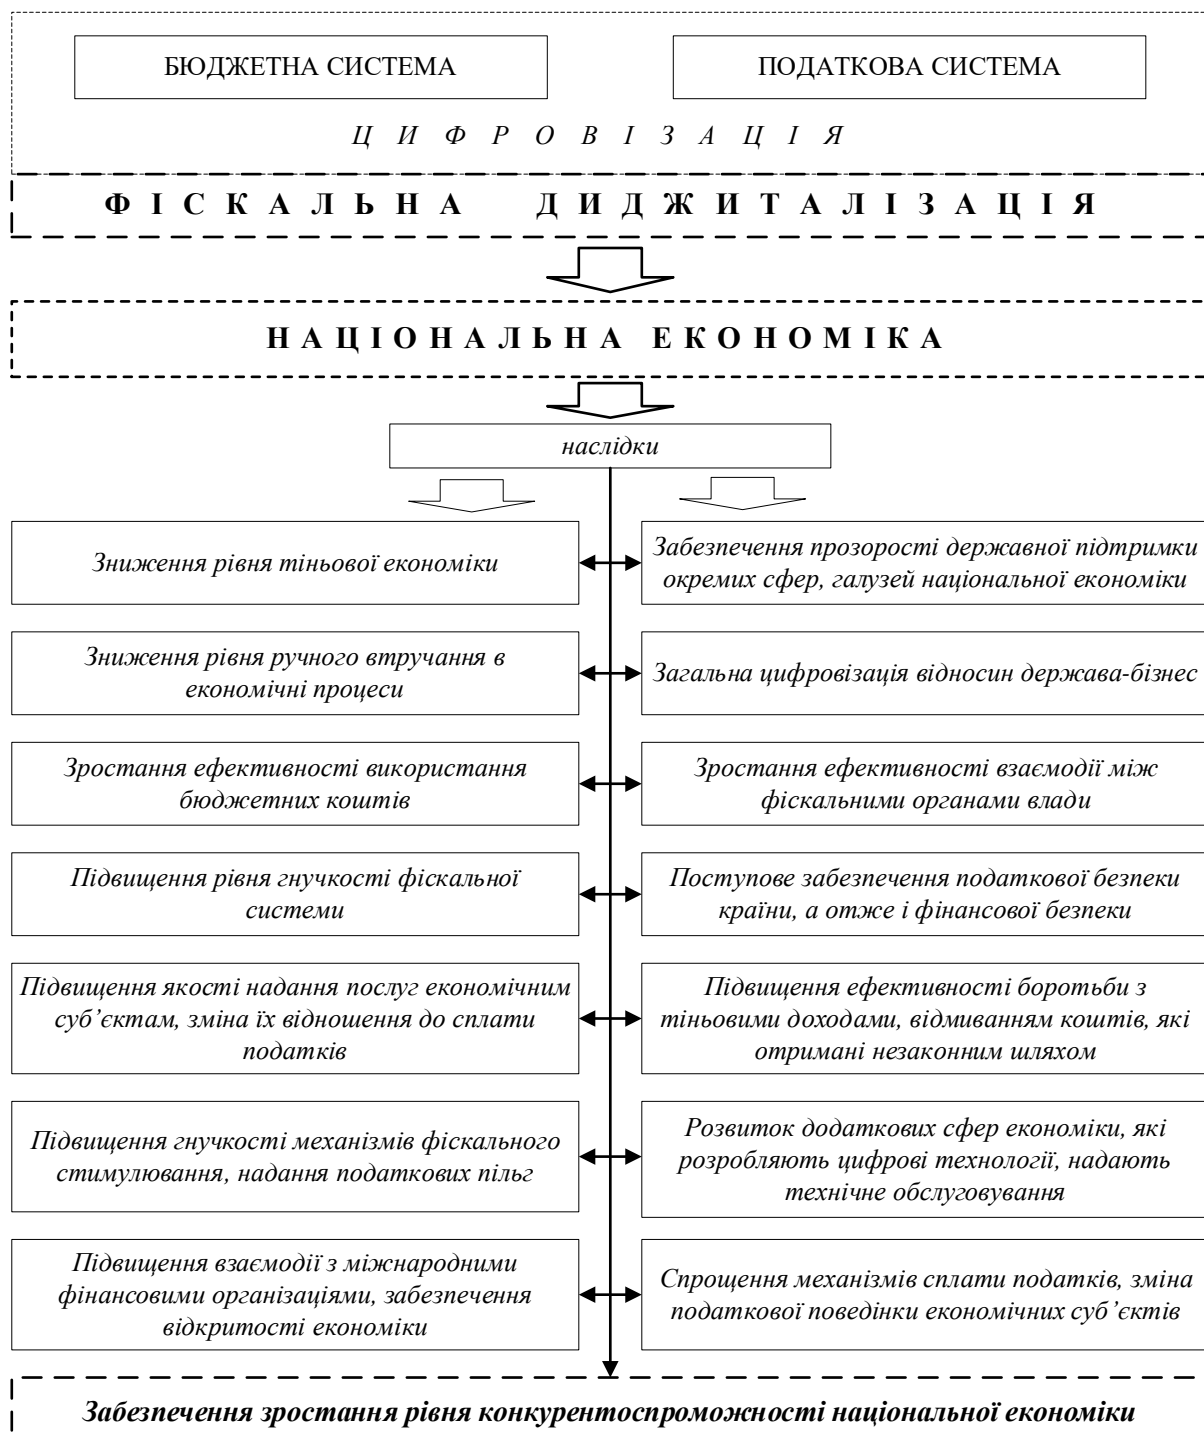 БЮДЖЕТНА СИСТЕМА
ПОДАТКОВА СИСТЕМА
ЦИФРОВІЗАЦІЯ
ФІСКАЛЬНА ДИДЖИТАЛІЗАЦІЯ
НАЦІОНАЛЬНА ЕКОНОМІКА
наслідки
Зниження рівня тіньової економіки
Забезпечення прозорості державної підтримки
окремих сфер, галузей національної економіки
Зниження рівня ручного втручання в
економічні процеси
Загальна цифровізація відносин держава-бізнес
Зростання ефективності використання
бюджетних коштів
Зростання ефективності взаємодії між
фіскальними органами влади
Підвищення рівня гнучкості фіскальної
системи
Поступове забезпечення податкової безпеки
країни, а отже і фінансової безпеки
Підвищення якості надання послуг економічним
суб’єктам, зміна їх відношення до сплати
податків
Підвищення ефективності боротьби з
тіньовими доходами, відмиванням коштів, які
отримані незаконним шляхом
Підвищення гнучкості механізмів фіскального
стимулювання, надання податкових пільг
Розвиток додаткових сфер економіки, які
розробляють цифрові технології, надають
технічне обслуговування
Підвищення взаємодії з міжнародними
фінансовими організаціями, забезпечення
відкритості економіки
Спрощення механізмів сплати податків, зміна
податкової поведінки економічних суб’єктів
Забезпечення зростання рівня конкурентоспроможності національної економіки